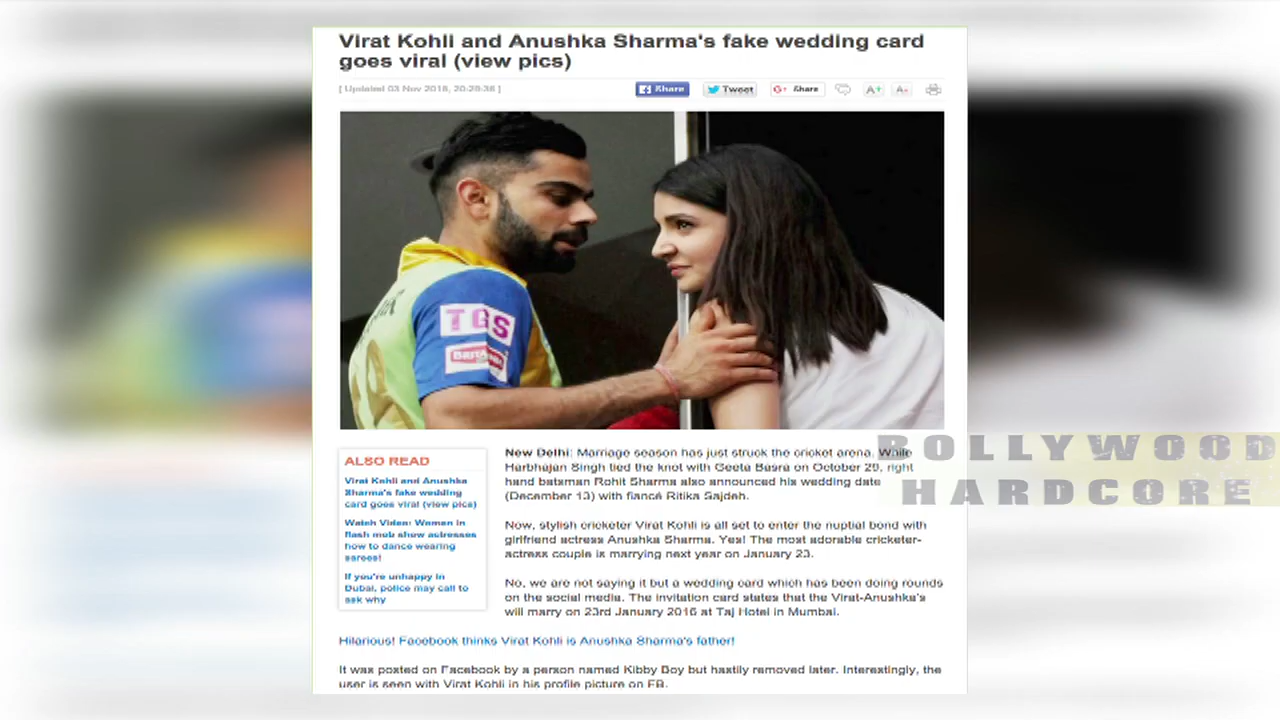 Virat Kohli and Anushka Sharma's fake wedding card
goes viral (view pics)
Share
Tweet
G+ Share
A+
TGS
ALSO READ
Virat Kohli and Anushka
Sharma's fake wedding
card goes viral (view pics)
Watch Video: Women in
flash mob show actresses
how to dance wearing
sarees!
If you're unhappy in
Dubai, police may call to
ask why
New Delhi: Marriage season has just struck the cricket arena. While
Harbhajan Singh tied the knot with Geeta Basra on October 29, right
hand batsman Rohit Sharma also announced his wedding date
(December 13) with fiancé Ritika Sajdeh.
Now, stylish cricketer Virat Kohli is all set to enter the nuptial bond with
girlfriend actress Anushka Sharma. Yes! The most adorable cricketer-
actress couple is marrying next year on January 23.
No, we are not saying it but a wedding card which has been doing rounds
on the social media. The invitation card states that the Virat-Anushka's
will marry on 23rd January 2016 at Taj Hotel in Mumbai.
Hilarious! Facebook thinks Virat Kohli is Anushka Sharma's father!
It was posted on Facebook by a person named Kibby Boy but hastily removed later. Interestingly, the
user is seen with Virat Kohli in his profile picture on FB.
BOLLYWOOD
HARDCORE